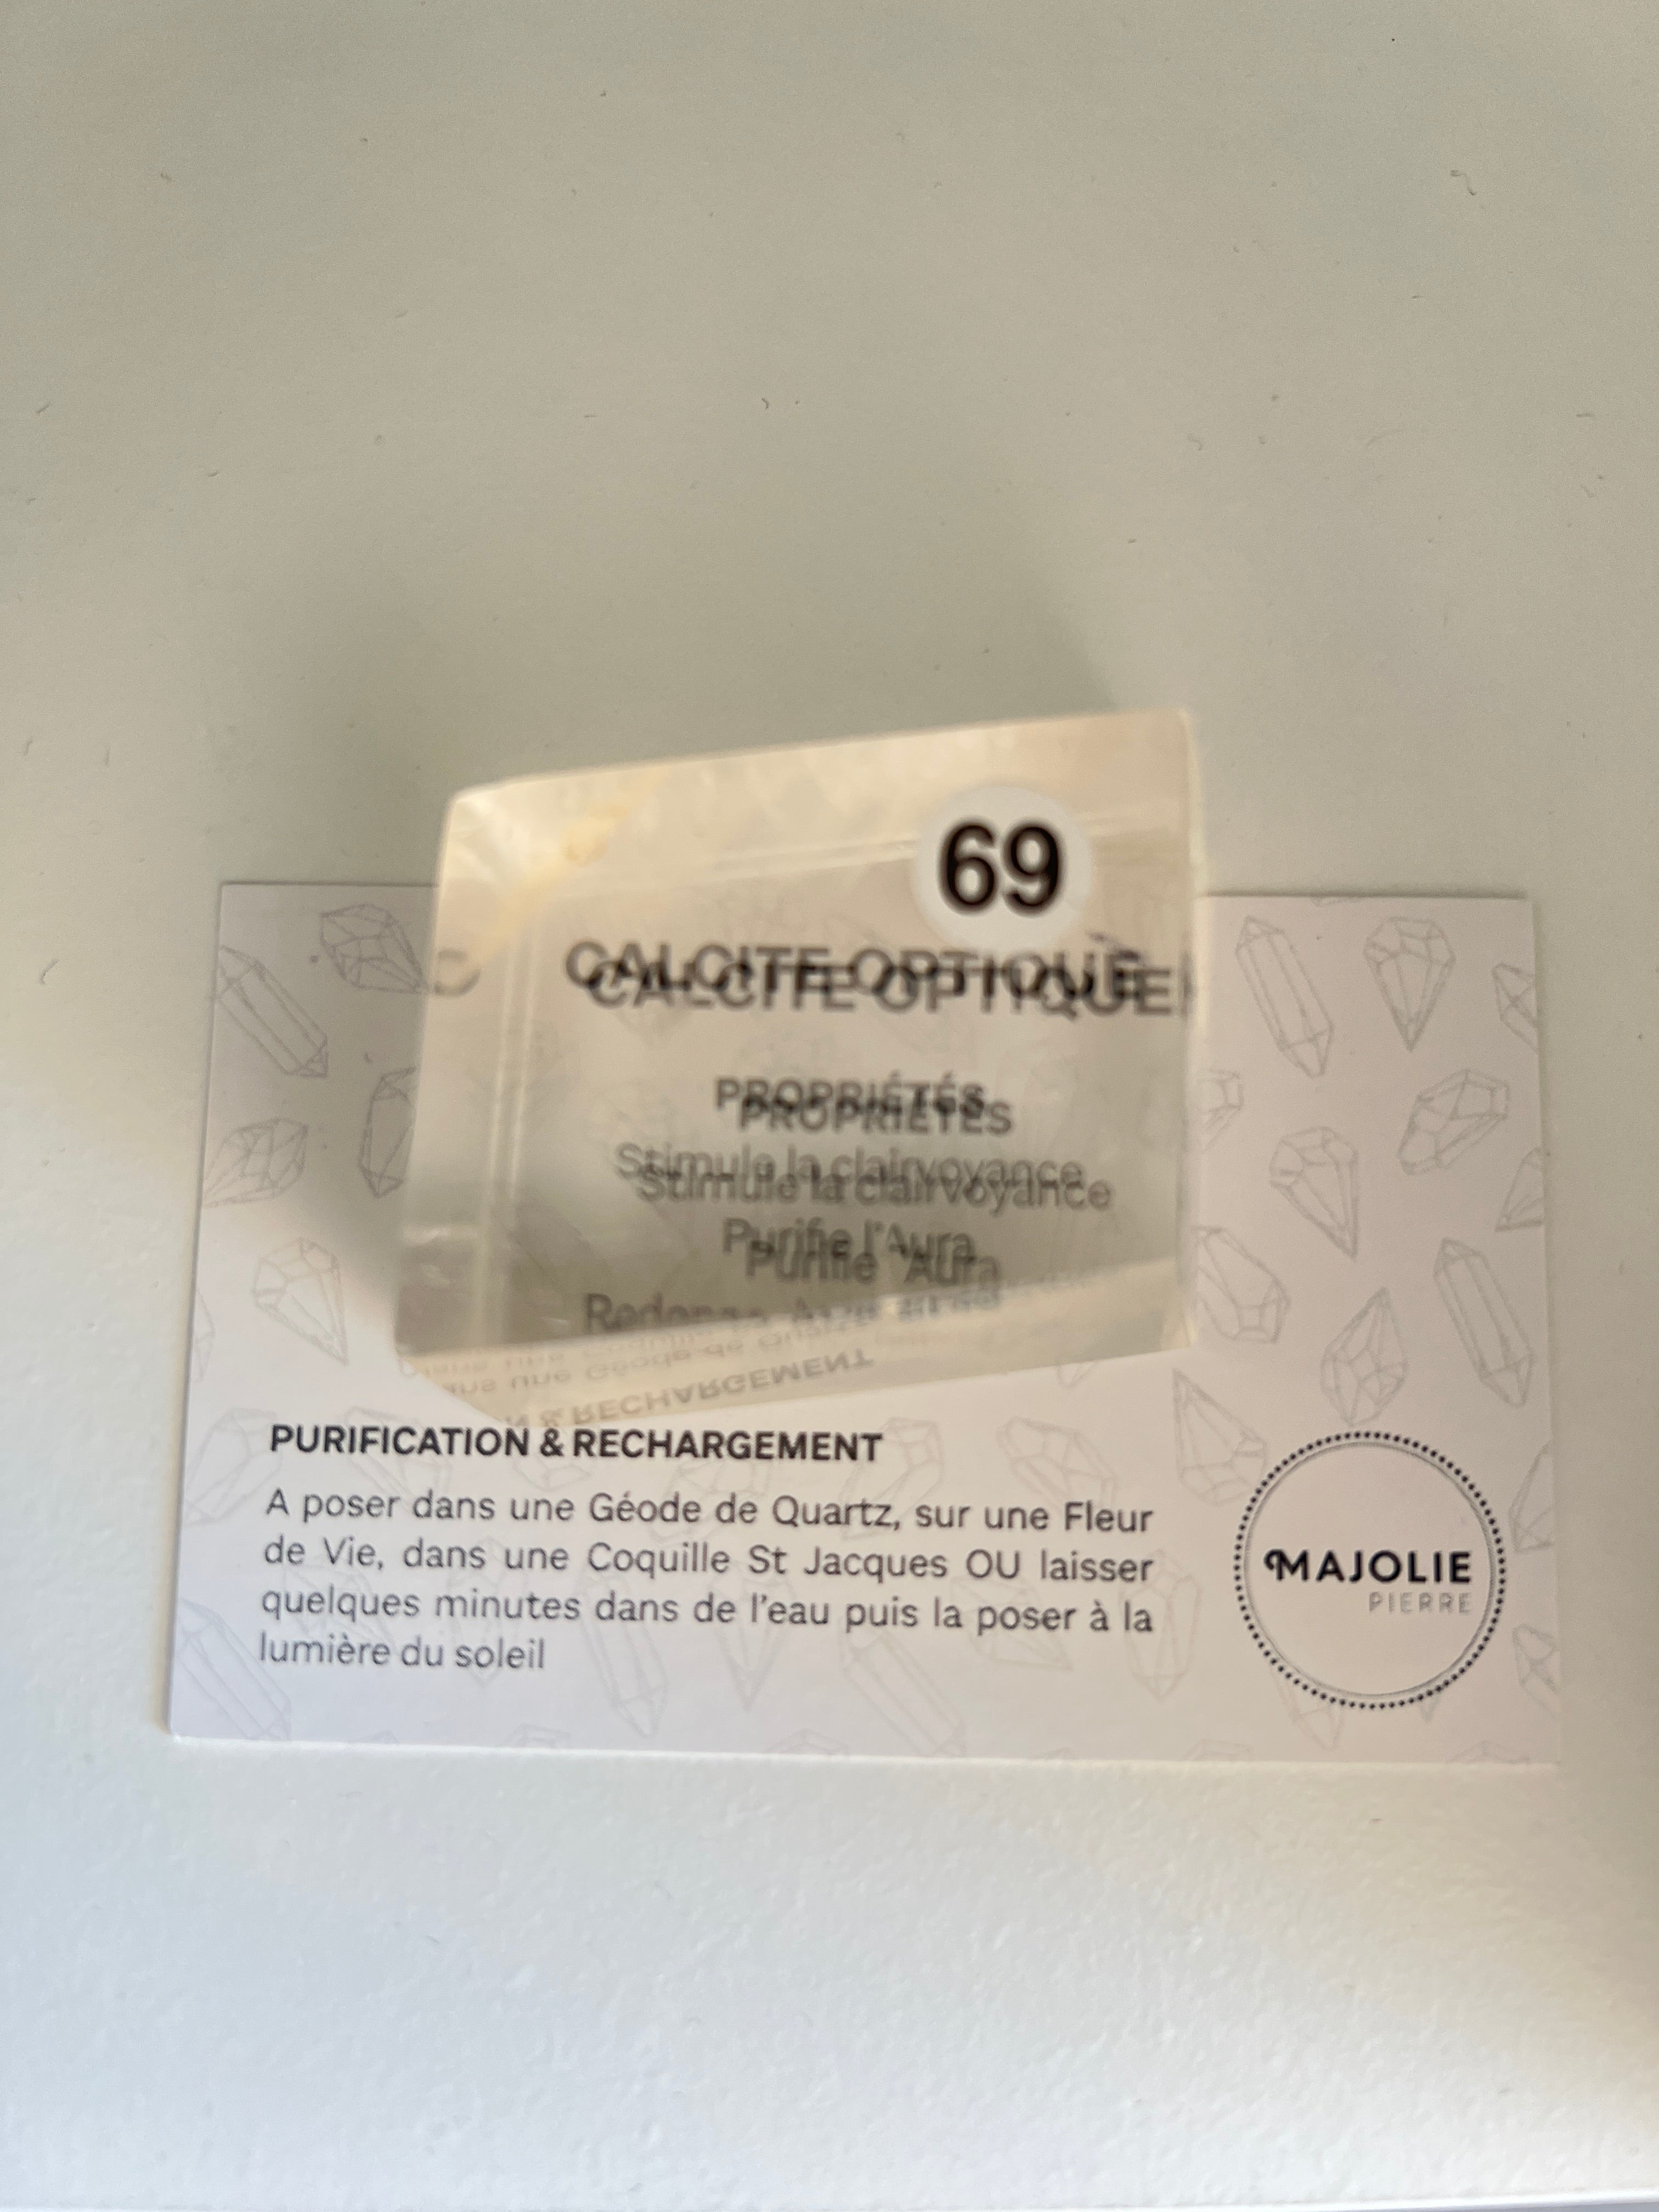 69
CALCITE OPTIQUE
PROPRIÉTÉS
Stimule la clairvoyance
Purifie l'Aura
PURIFICATION & RECHARGEMENT
A poser dans une Géode de Quartz, sur une Fleur
de Vie, dans une Coquille St Jacques OU laisser
quelques minutes dans de l'eau puis la poser à la
lumière du soleil
MAJOLIE
PIERRE